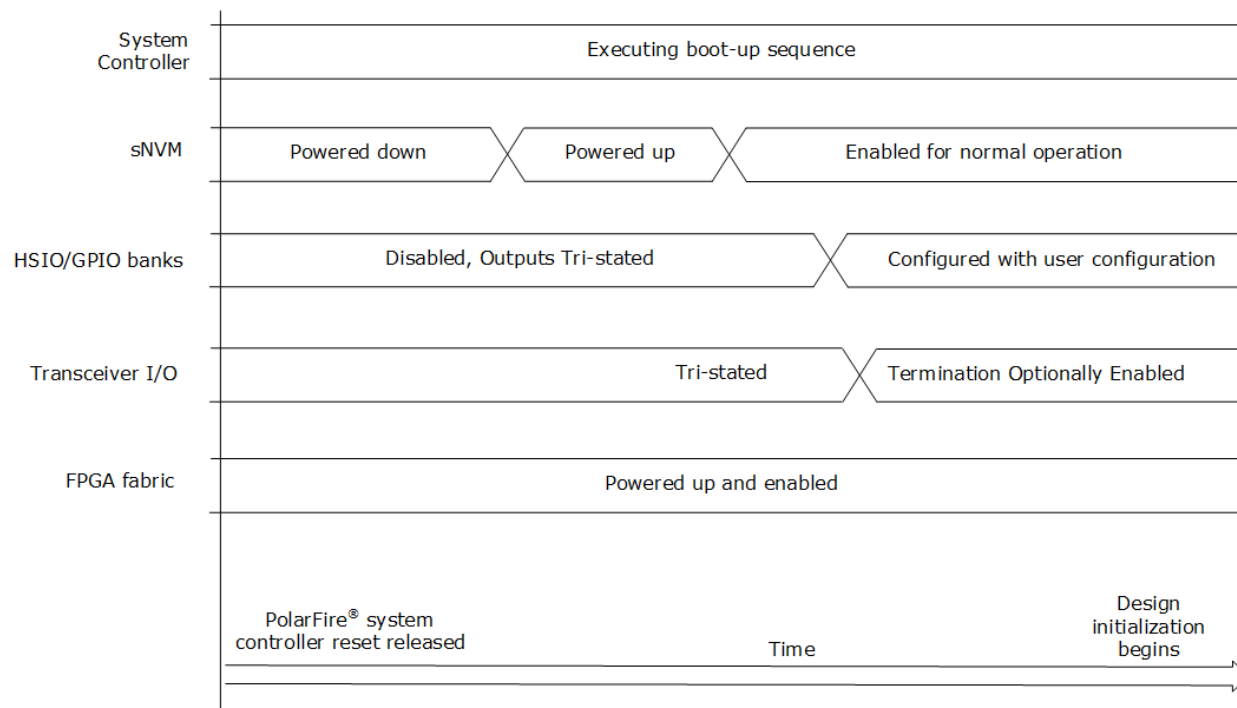 System
Controller
Executing boot-up sequence
sNVM
Powered down
Powered up
Enabled for normal operation
HSIO/GPIO banks
Disabled, Outputs Tri-stated
Configured with user configuration
Transceiver I/O
Tri-stated
Termination Optionally Enabled
FPGA fabric
Powered up and enabled
PolarFire® system
controller reset released
Time
Design
initialization
begins